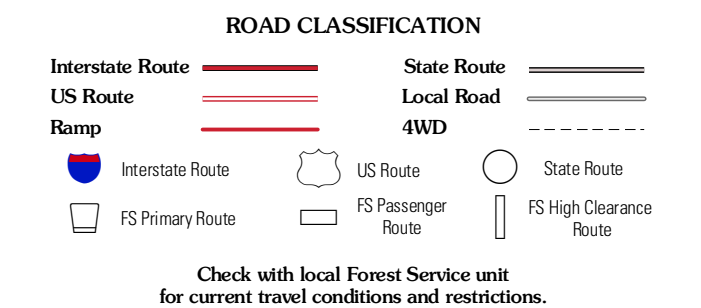 ROAD CLASSIFICATION
Interstate Route
State Route
US Route
Local Road
Ramp
4WD
Interstate Route
US Route
State Route
FS Primary Route
FS Passenger
Route
FS High Clearance
Route
Check with local Forest Service unit
for current travel conditions and restrictions.